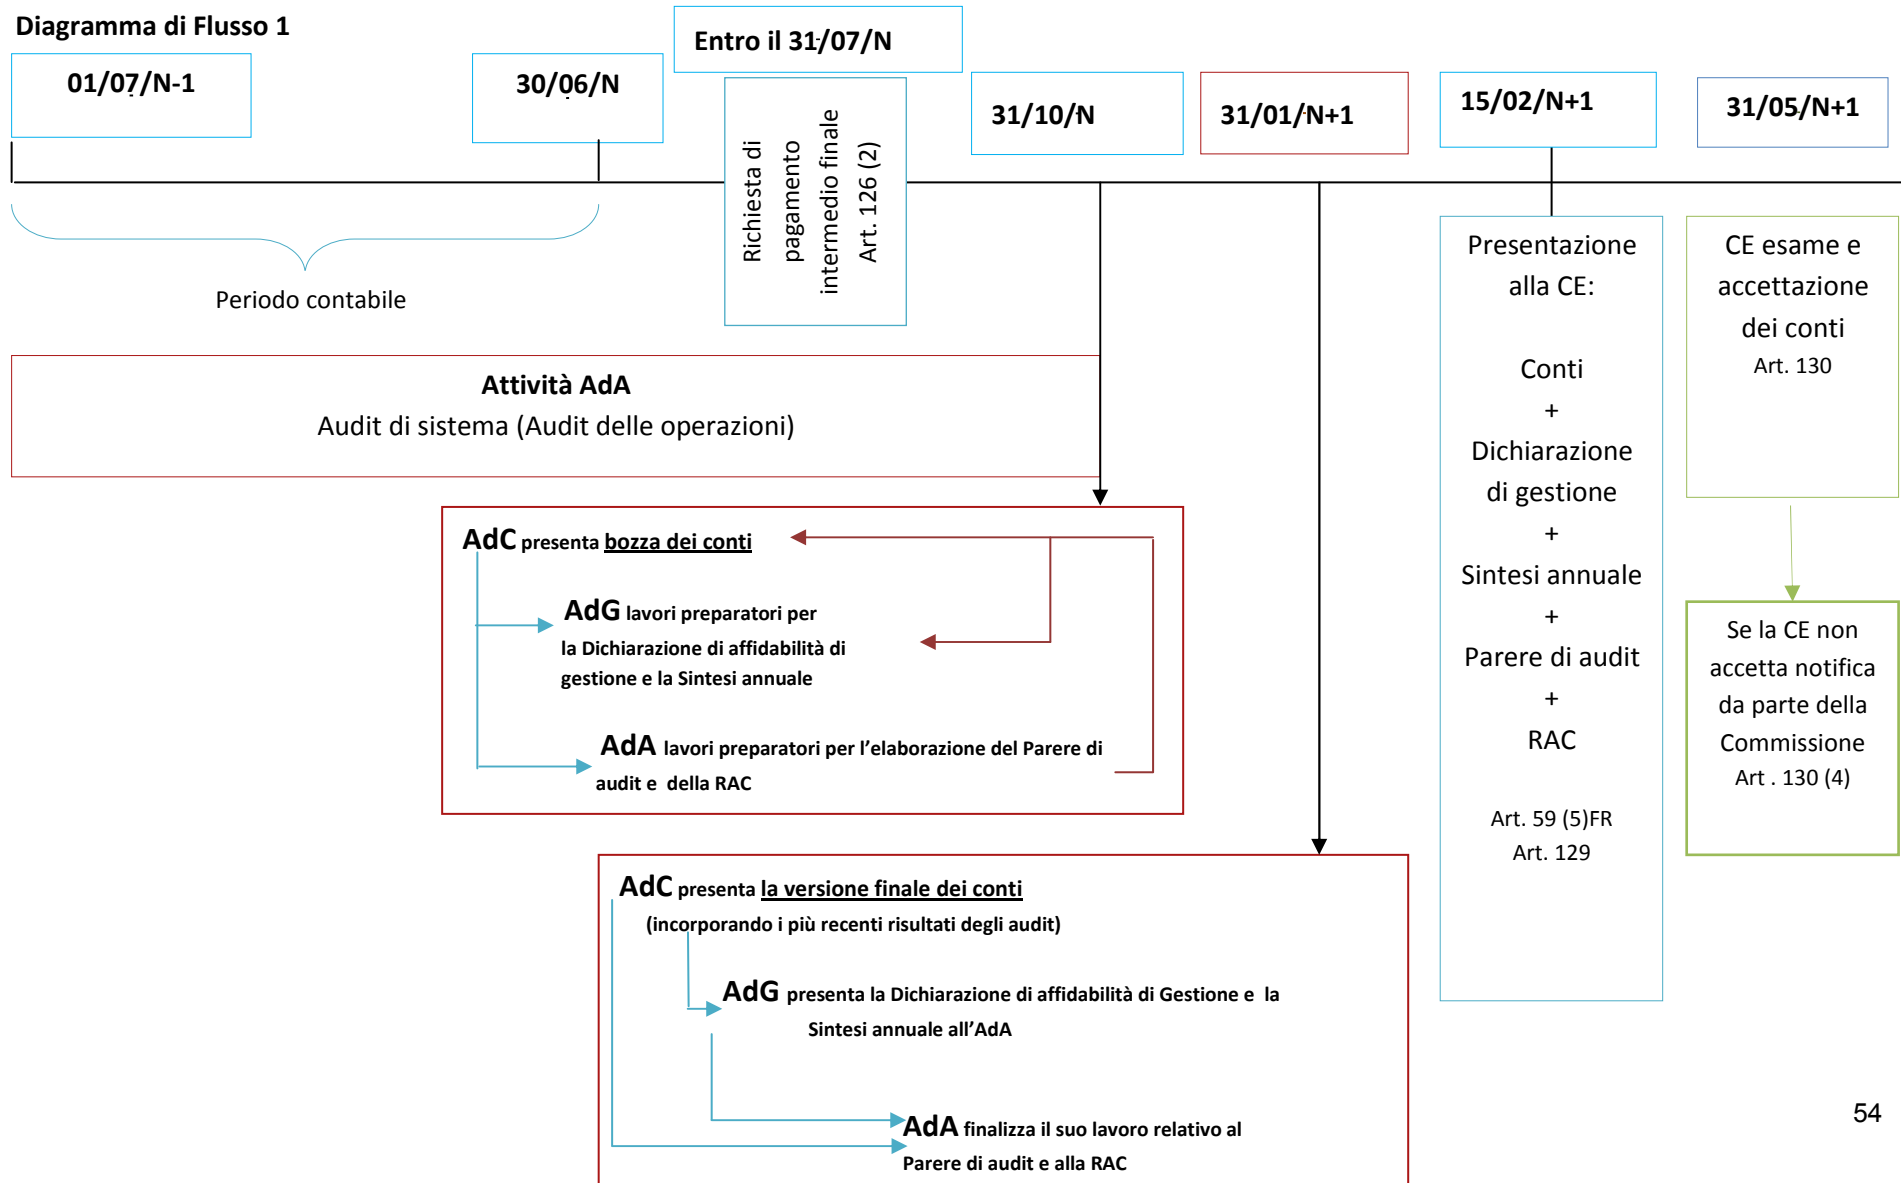 Diagramma di Flusso 1
01/07/N-1
30/06/N
Entro il 31/07/N
31/10/N
31/01/N+1
15/02/N+1
31/05/N+1
Richiesta di
pagamento
intermedio finale
Art. 126 (2)
Periodo contabile
Attività AdA
Audit di sistema (Audit delle operazioni)
AdC presenta bozza dei conti
AdG lavori preparatori per
la Dichiarazione di affidabilità di
gestione e la Sintesi annuale
AdA lavori preparatori per l’elaborazione del Parere di
audit e della RAC
AdC presenta la versione finale dei conti
(incorporando i più recenti risultati degli audit)
AdG presenta la Dichiarazione di affidabilità di Gestione e la
Sintesi annuale all’AdA
AdA finalizza il suo lavoro relativo al
Parere di audit e alla RAC
Presentazione
alla CE:
Conti
+
Dichiarazione
di gestione
+
Sintesi annuale
+
Parere di audit
+
RAC
Art. 59 (5)FR
Art. 129
CE esame e
accettazione
dei conti
Art. 130
Se la CE non
accetta notifica
da parte della
Commissione
Art . 130 (4)
54